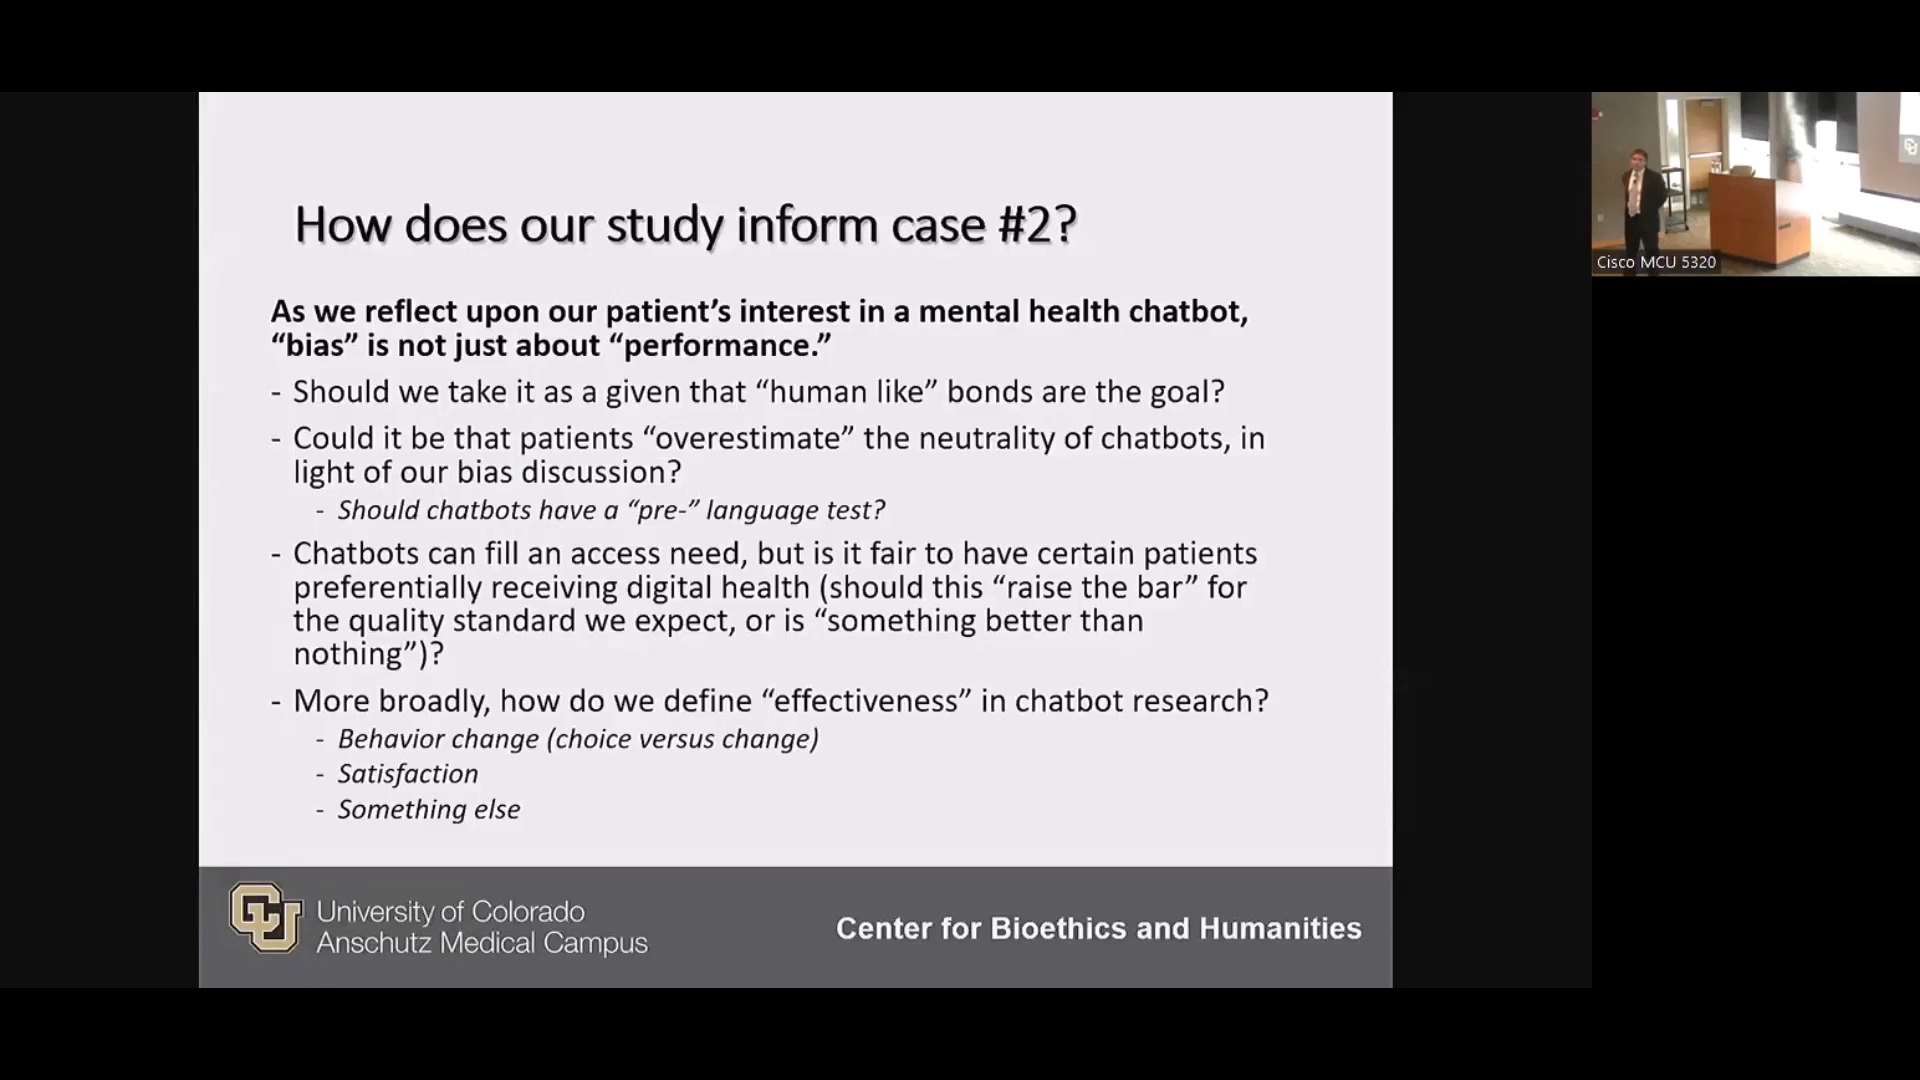 How does our study inform case #2?
As we reflect upon our patient's interest in a mental health chatbot,
“bias” is not just about “performance.”
- Should we take it as a given that “human like” bonds are the goal?
- Could it be that patients “overestimate” the neutrality of chatbots, in
light of our bias discussion?
- Should chatbots have a “pre-” language test?
- Chatbots can fill an access need, but is it fair to have certain patients
preferentially receiving digital health (should this “raise the bar” for
the quality standard we expect, or is “something better than
nothing”)?
- More broadly, how do we define “effectiveness” in chatbot research?
- Behavior change (choice versus change)
- Satisfaction
- Something else
CU
University of Colorado
Anschutz Medical Campus
Center for Bioethics and Humanities
Cisco MCU 5320